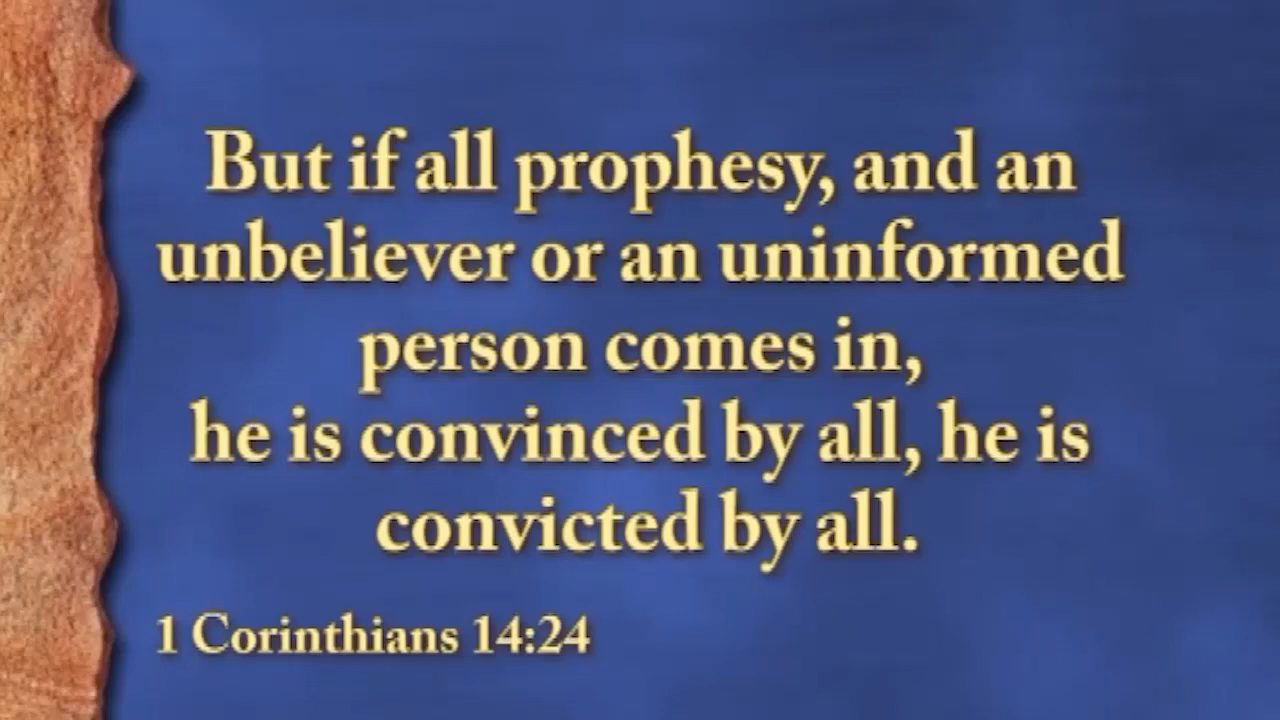 But if all prophesy, and an
unbeliever or an uninformed
person comes in,
he is convinced by all, he is
convicted by all.
1 Corinthians 14:24